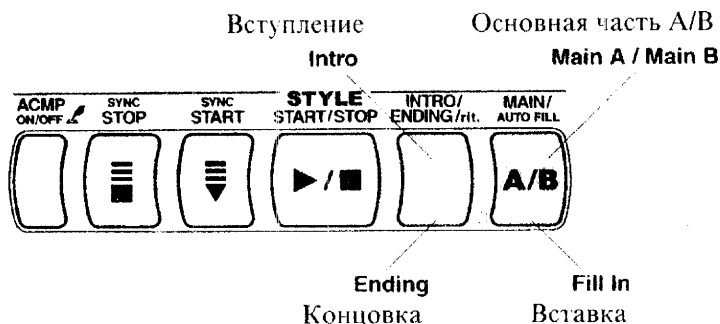 Вступление
Основная часть A/B
Intro
Main A / Main B
ACMP
ON/OFF
SYNC
STOP
SYNC
START
STYLE
START/STOP
INTRO/
ENDING/rit.
MAIN/
AUTO FILL
A/B
Ending
Fill In
Концовка
Вставка